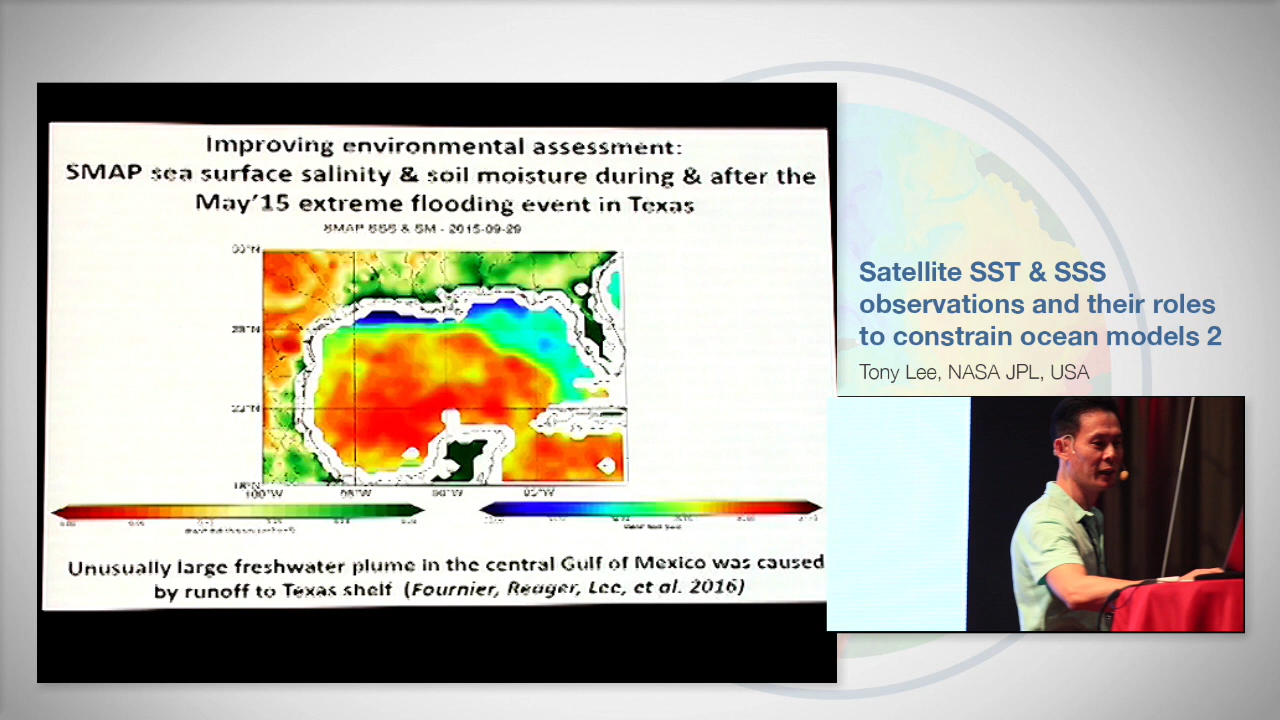 Improving environmental assessment:
SMAP sea surface salinity & soil moisture during & after the
May'15 extreme flooding event in Texas
SMAP SSS & SM - 2015-09-29
18°N
100°W
90°W
Unusually large freshwater plume in the central Gulf of Mexico was caused
by runoff to Texas shelf (Fournier, Reager, Lee, et al. 2016)
Satellite SST & SSS
observations and their roles
to constrain ocean models 2
Tony Lee, NASA JPL, USA